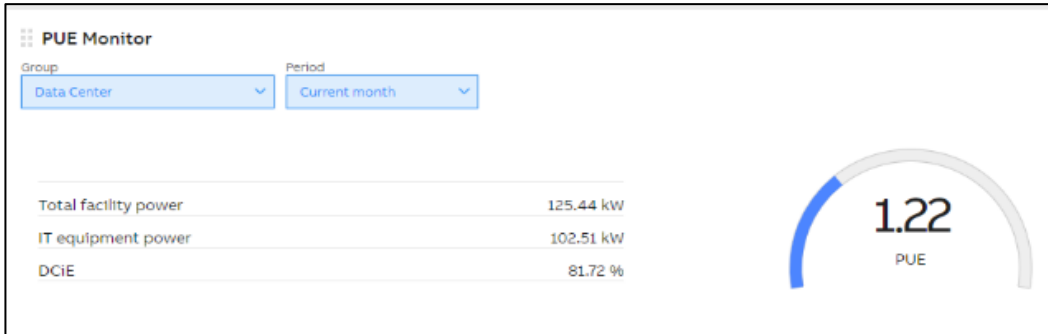 PUE Monitor
Group
Period
Data Center
Current month
Total facility power 125.44 kW
IT equipment power 102.51 kW
DCiE 81.72 %
1.22
PUE